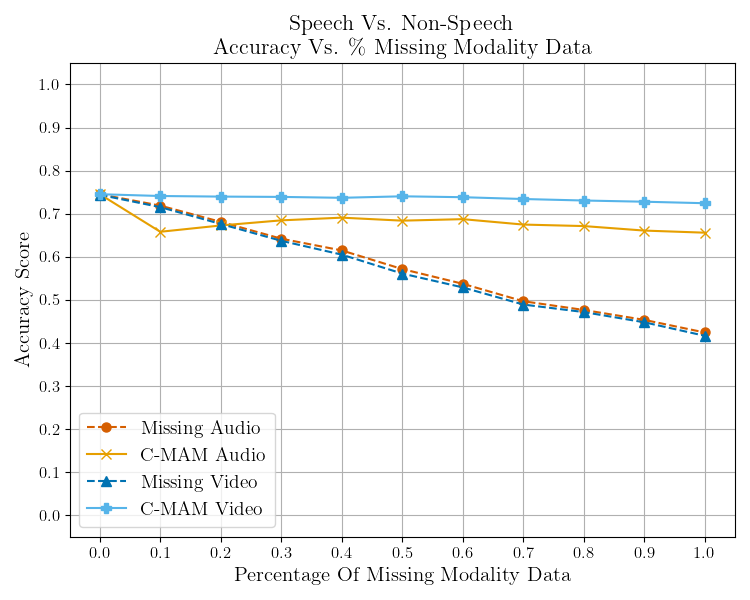 Speech Vs. Non-Speech
Accuracy Vs. % Missing Modality Data
1.0
0.9
0.8
0.7
0.6
0.5
0.4
0.3
0.2
0.1
0.0
Accuracy Score
Missing Audio
C-MAM Audio
Missing Video
C-MAM Video
0.0 0.1 0.2 0.3 0.4 0.5 0.6 0.7 0.8 0.9 1.0
Percentage Of Missing Modality Data